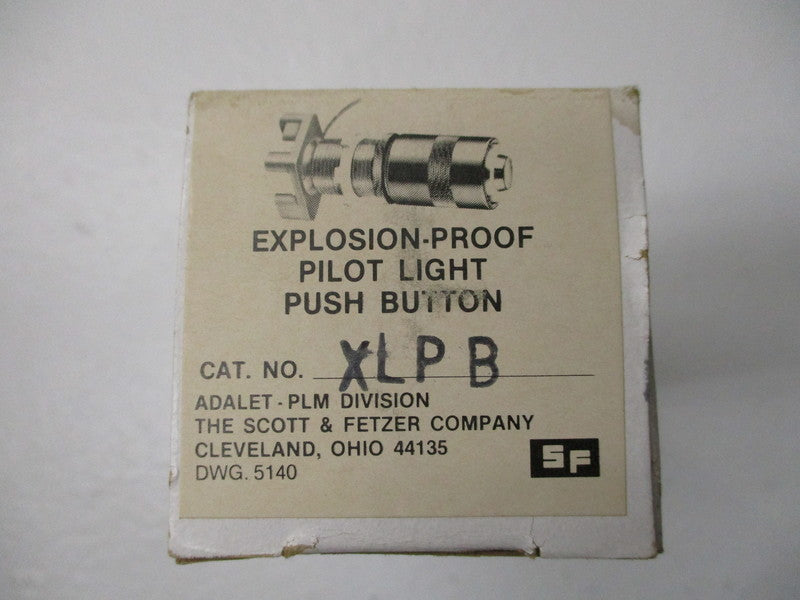 EXPLOSION-PROOF
PILOT LIGHT
PUSH BUTTON
CAT. NO. XLPB
ADALET-PLM DIVISION
THE SCOTT & FETZER COMPANY
CLEVELAND, OHIO 44135
DWG. 5140
SF